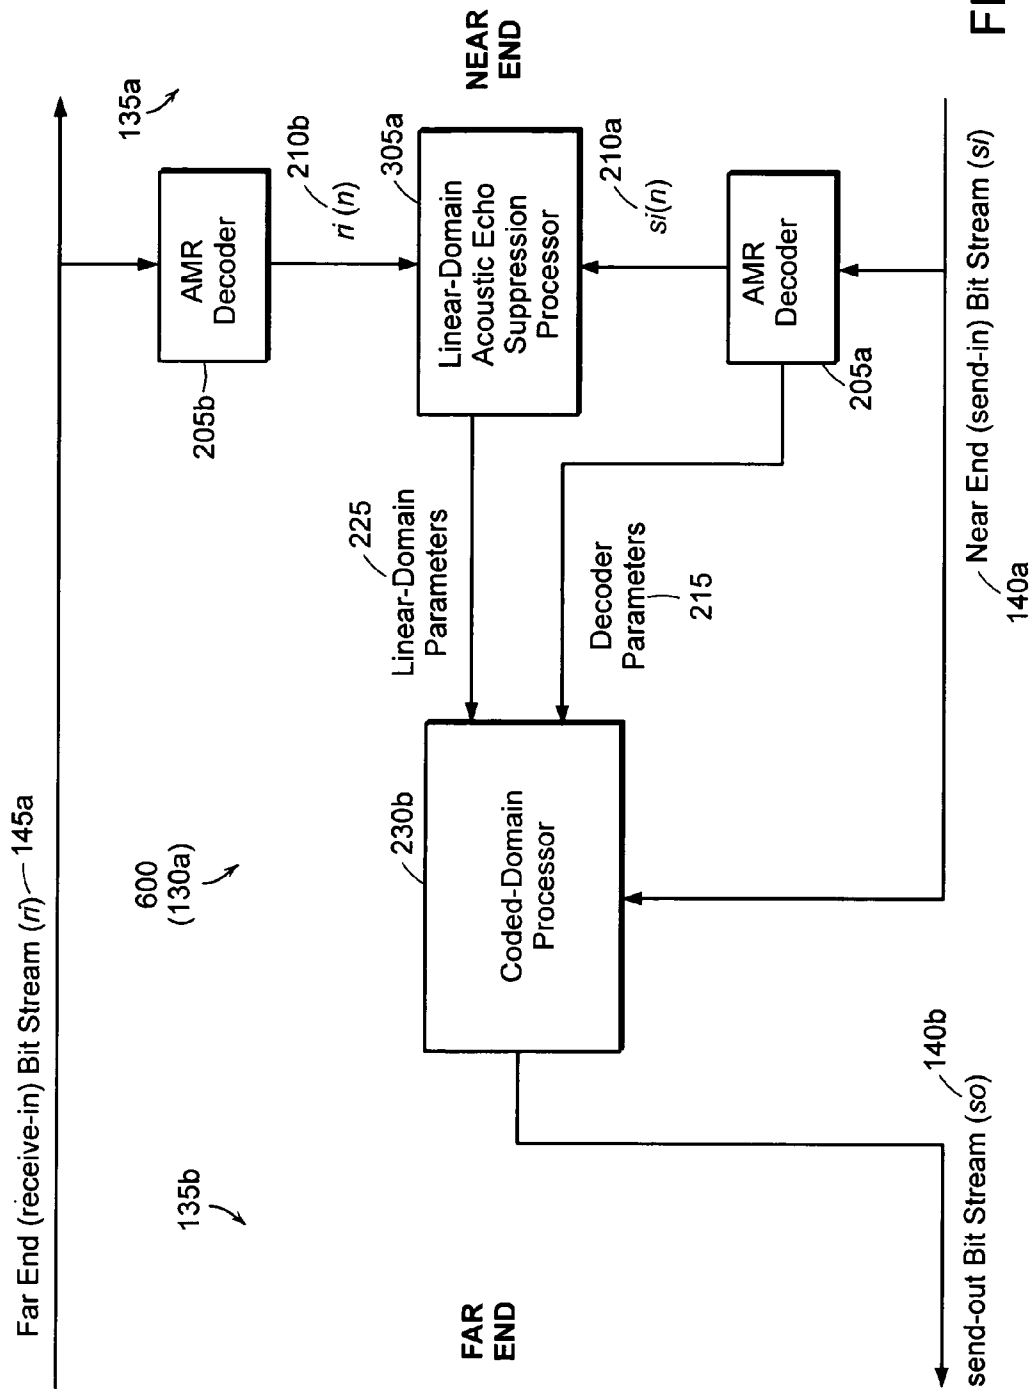 Far End (receive-in) Bit Stream (ri) 145a
135b
600
(130a)
135a
AMR
Decoder
205b
210b
ri (n)
FAR
END
230b
Coded-Domain
Processor
225
Linear-Domain
Parameters
305a
Linear-Domain
Acoustic Echo
Suppression
Processor
NEAR
END
Decoder
Parameters
215
210a
si(n)
AMR
Decoder
205a
140b
send-out Bit Stream (so)
Near End (send-in) Bit Stream (si)
140a